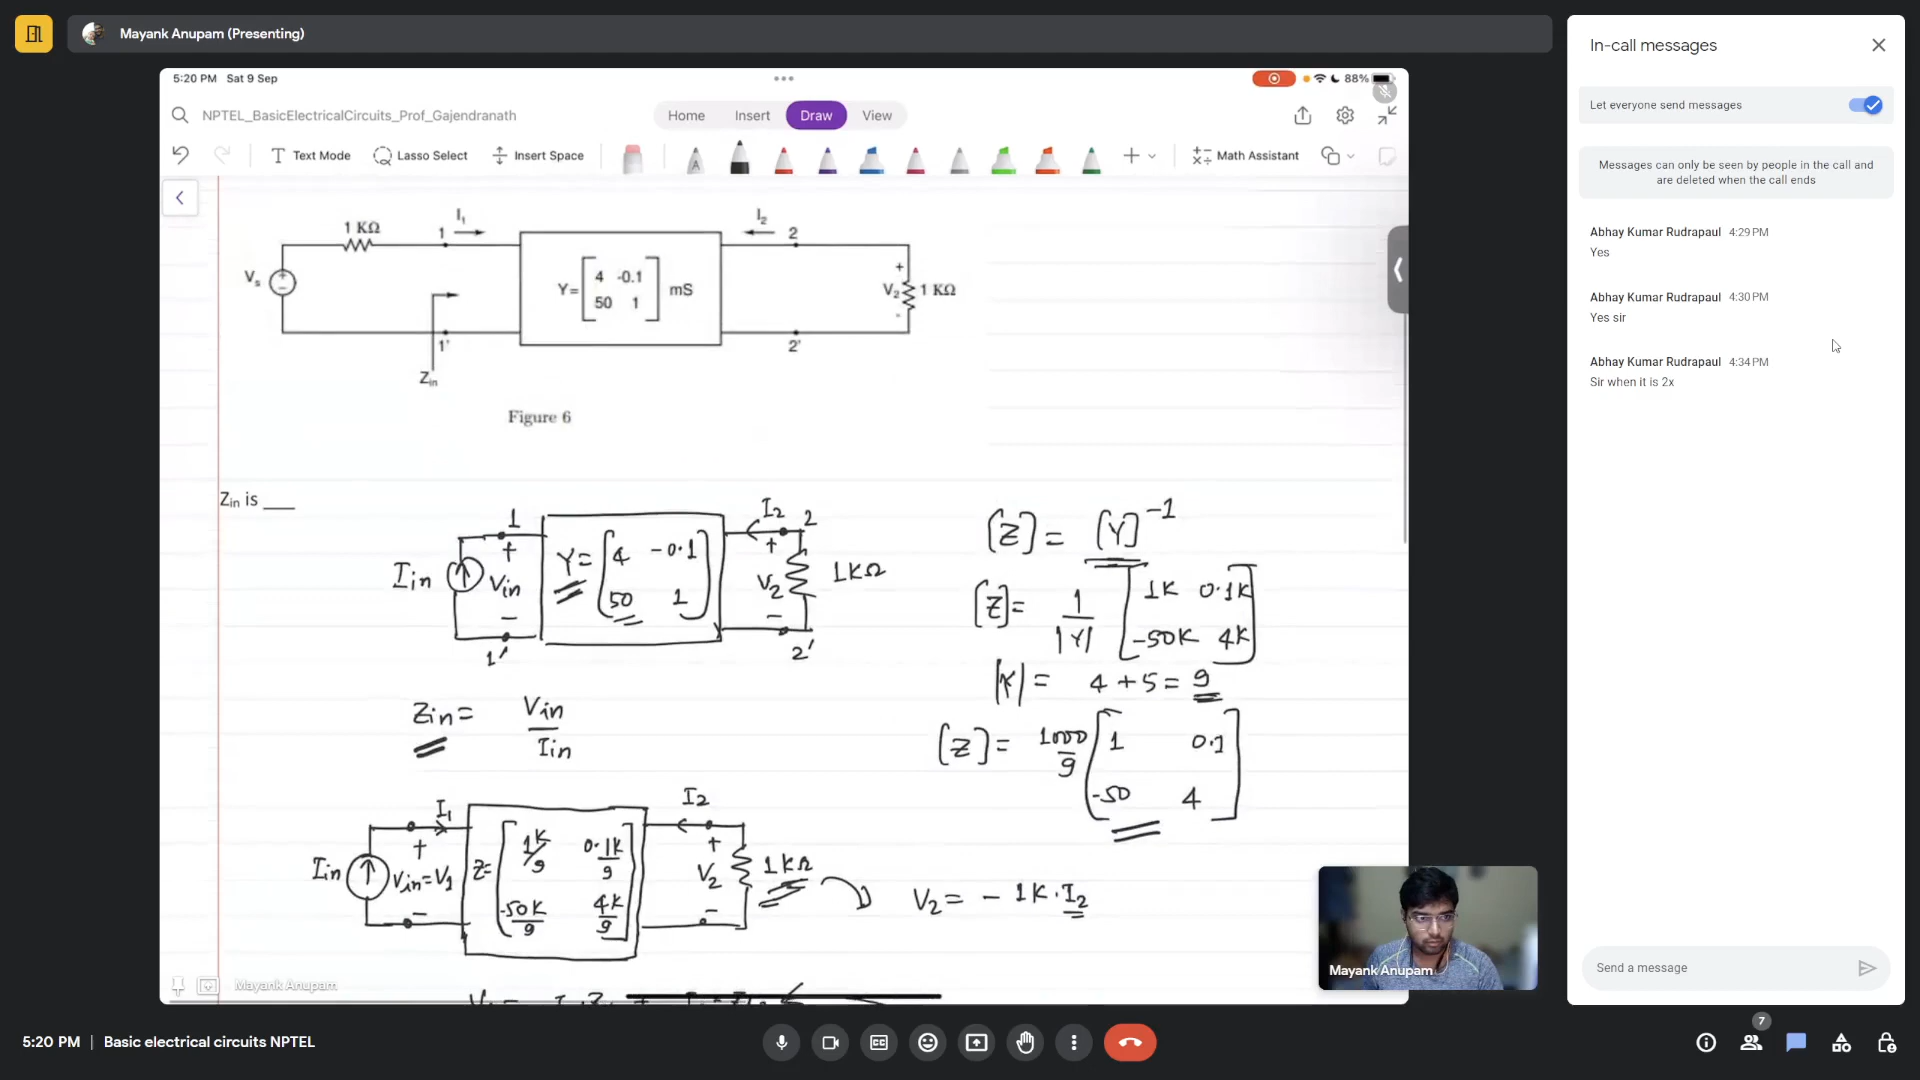 Mayank Anupam (Presenting)
5:20 PM Sat 9 Sep
88%
NPTEL_BasicElectricalCircuits_Prof_Gajendranath
Home Insert Draw View
Text Mode Lasso Select Insert Space A Math Assistant
1 KΩ I₁ 1 I₂ 2
Vs + − Y= [ 4 -0.1 50 1 ] mS + V₂ - 1 KΩ
1' 2'
Zin
Figure 6
Zin is ___
1 I2 2
Iin + Vin − Y= [ 4 -0.1 50 1 ] + V2 − 1KΩ
1' 2'
[Z] = [Y]⁻¹
[Z]= 1/|Y| [ 1K 0.1K -50K 4K ]
4 + 5 = 9
Zin = Vin/Iin
[Z] = 1000/9 [ 1 0.1 -50 4 ]
I1 I2
Iin + Vin=V1 − Z= [ 1K/9 0.1K/9 -50K/9 4K/9 ] + V2 − 1KΩ
V2 = − 1K·I2
Mayank Anupam
Mayank Anupam
In-call messages
Let everyone send messages
Messages can only be seen by people in the call and
are deleted when the call ends
Abhay Kumar Rudrapaul 4:29 PM
Yes
Abhay Kumar Rudrapaul 4:30 PM
Yes sir
Abhay Kumar Rudrapaul 4:34 PM
Sir when it is 2x
Send a message
5:20 PM | Basic electrical circuits NPTEL
7